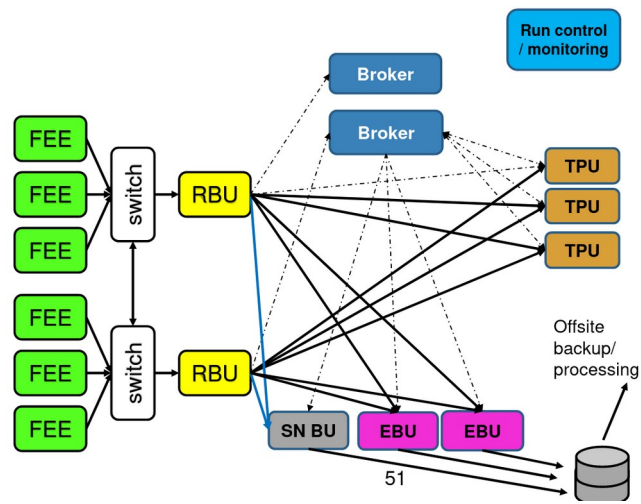 Run control
/ monitoring
Broker
Broker
FEE
FEE
FEE
switch
RBU
TPU
TPU
TPU
FEE
FEE
FEE
switch
RBU
Offsite
backup/
processing
SN BU
EBU
EBU
51